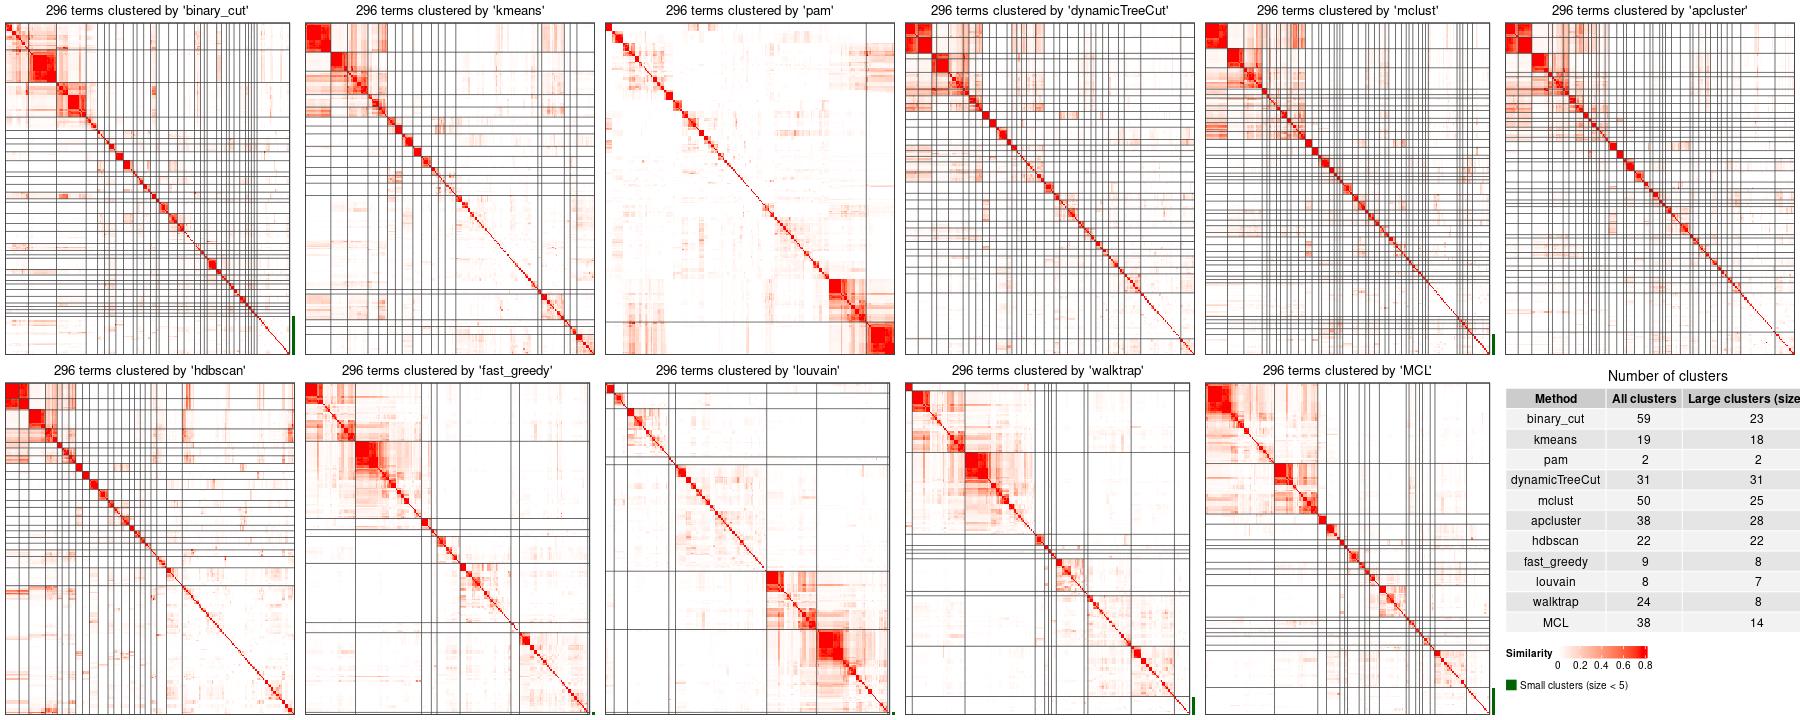 296 terms clustered by 'binary_cut'
296 terms clustered by 'kmeans'
296 terms clustered by 'pam'
296 terms clustered by 'dynamicTreeCut'
296 terms clustered by 'mclust'
296 terms clustered by 'apcluster'
296 terms clustered by 'hdbscan'
296 terms clustered by 'fast_greedy'
296 terms clustered by 'louvain'
296 terms clustered by 'walktrap'
296 terms clustered by 'MCL'
Number of clusters
Method All clusters Large clusters (size
binary_cut 59 23
kmeans 19 18
pam 2 2
dynamicTreeCut 31 31
mclust 50 25
apcluster 38 28
hdbscan 22 22
fast_greedy 9 8
louvain 8 7
walktrap 24 8
MCL 38 14
Similarity
0 0.2 0.4 0.6 0.8
Small clusters (size < 5)